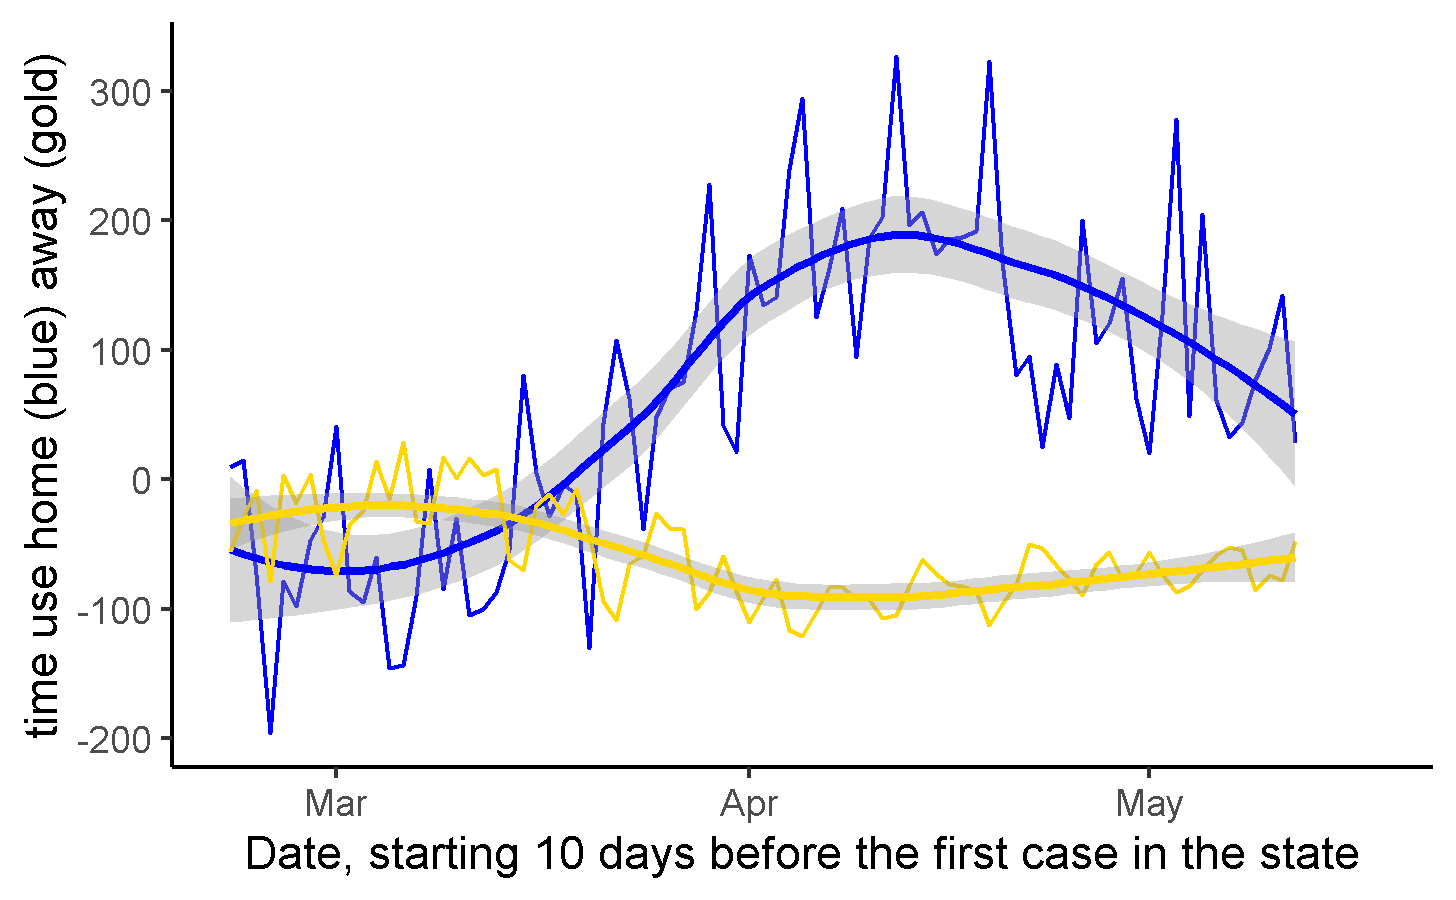 time use home (blue) away (gold)
300
200
100
0
-100
-200
Mar Apr May
Date, starting 10 days before the first case in the state